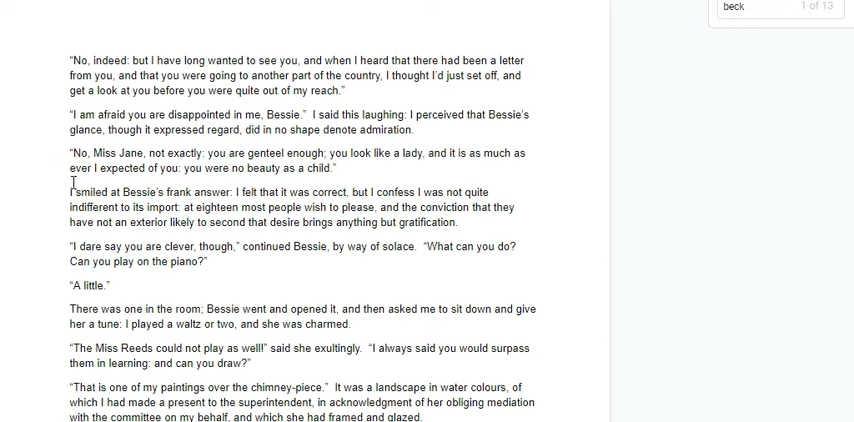 beck
1 of 13
“No, indeed: but I have long wanted to see you, and when I heard that there had been a letter
from you, and that you were going to another part of the country, I thought I’d just set off, and
get a look at you before you were quite out of my reach.”
“I am afraid you are disappointed in me, Bessie.”  I said this laughing: I perceived that Bessie’s
glance, though it expressed regard, did in no shape denote admiration.
“No, Miss Jane, not exactly: you are genteel enough; you look like a lady, and it is as much as
ever I expected of you: you were no beauty as a child.”
I smiled at Bessie’s frank answer: I felt that it was correct, but I confess I was not quite
indifferent to its import: at eighteen most people wish to please, and the conviction that they
have not an exterior likely to second that desire brings anything but gratification.
“I dare say you are clever, though,” continued Bessie, by way of solace.  “What can you do?
Can you play on the piano?”
“A little.”
There was one in the room; Bessie went and opened it, and then asked me to sit down and give
her a tune: I played a waltz or two, and she was charmed.
“The Miss Reeds could not play as well!” said she exultingly.  “I always said you would surpass
them in learning: and can you draw?”
“That is one of my paintings over the chimney-piece.”  It was a landscape in water colours, of
which I had made a present to the superintendent, in acknowledgment of her obliging mediation
with the committee on my behalf, and which she had framed and glazed.